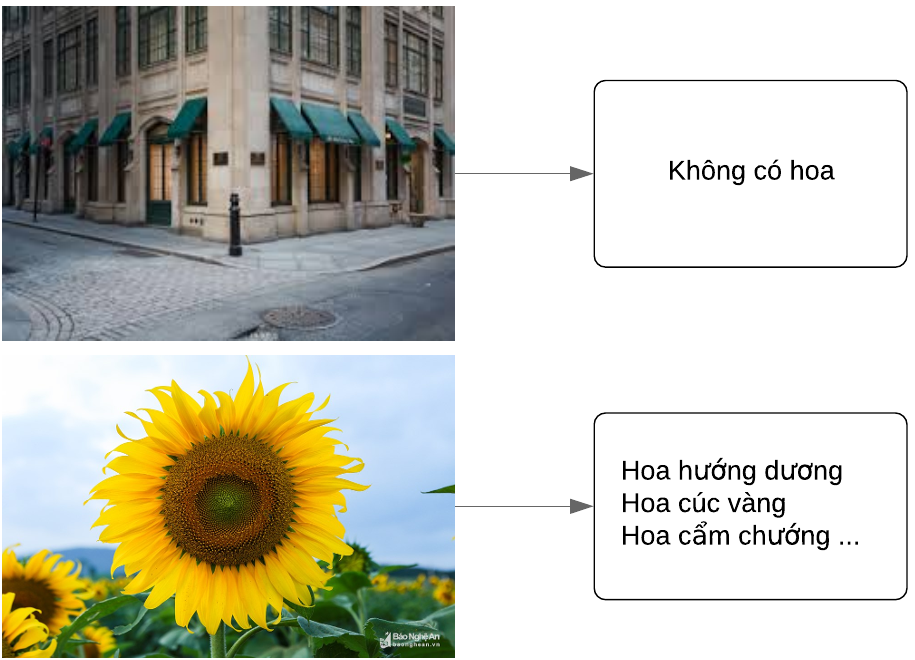 Không có hoa
Hoa hướng dương
Hoa cúc vàng
Hoa cẩm chướng ...
Báo Nghệ An
baonghean.vn